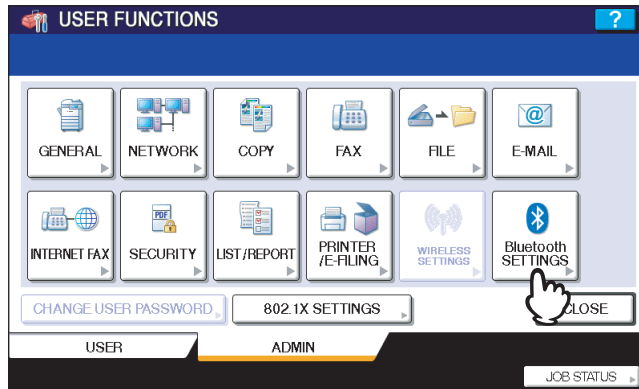 USER FUNCTIONS
?
GENERAL
NETWORK
COPY
FAX
FILE
@
E-MAIL
INTERNET FAX
PDF
SECURITY
LIST/REPORT
PRINTER
/E-FILING
WIRELESS
SETTINGS
Bluetooth
SETTINGS
CHANGE USER PASSWORD
802.1X SETTINGS
CLOSE
USER
ADMIN
JOB STATUS